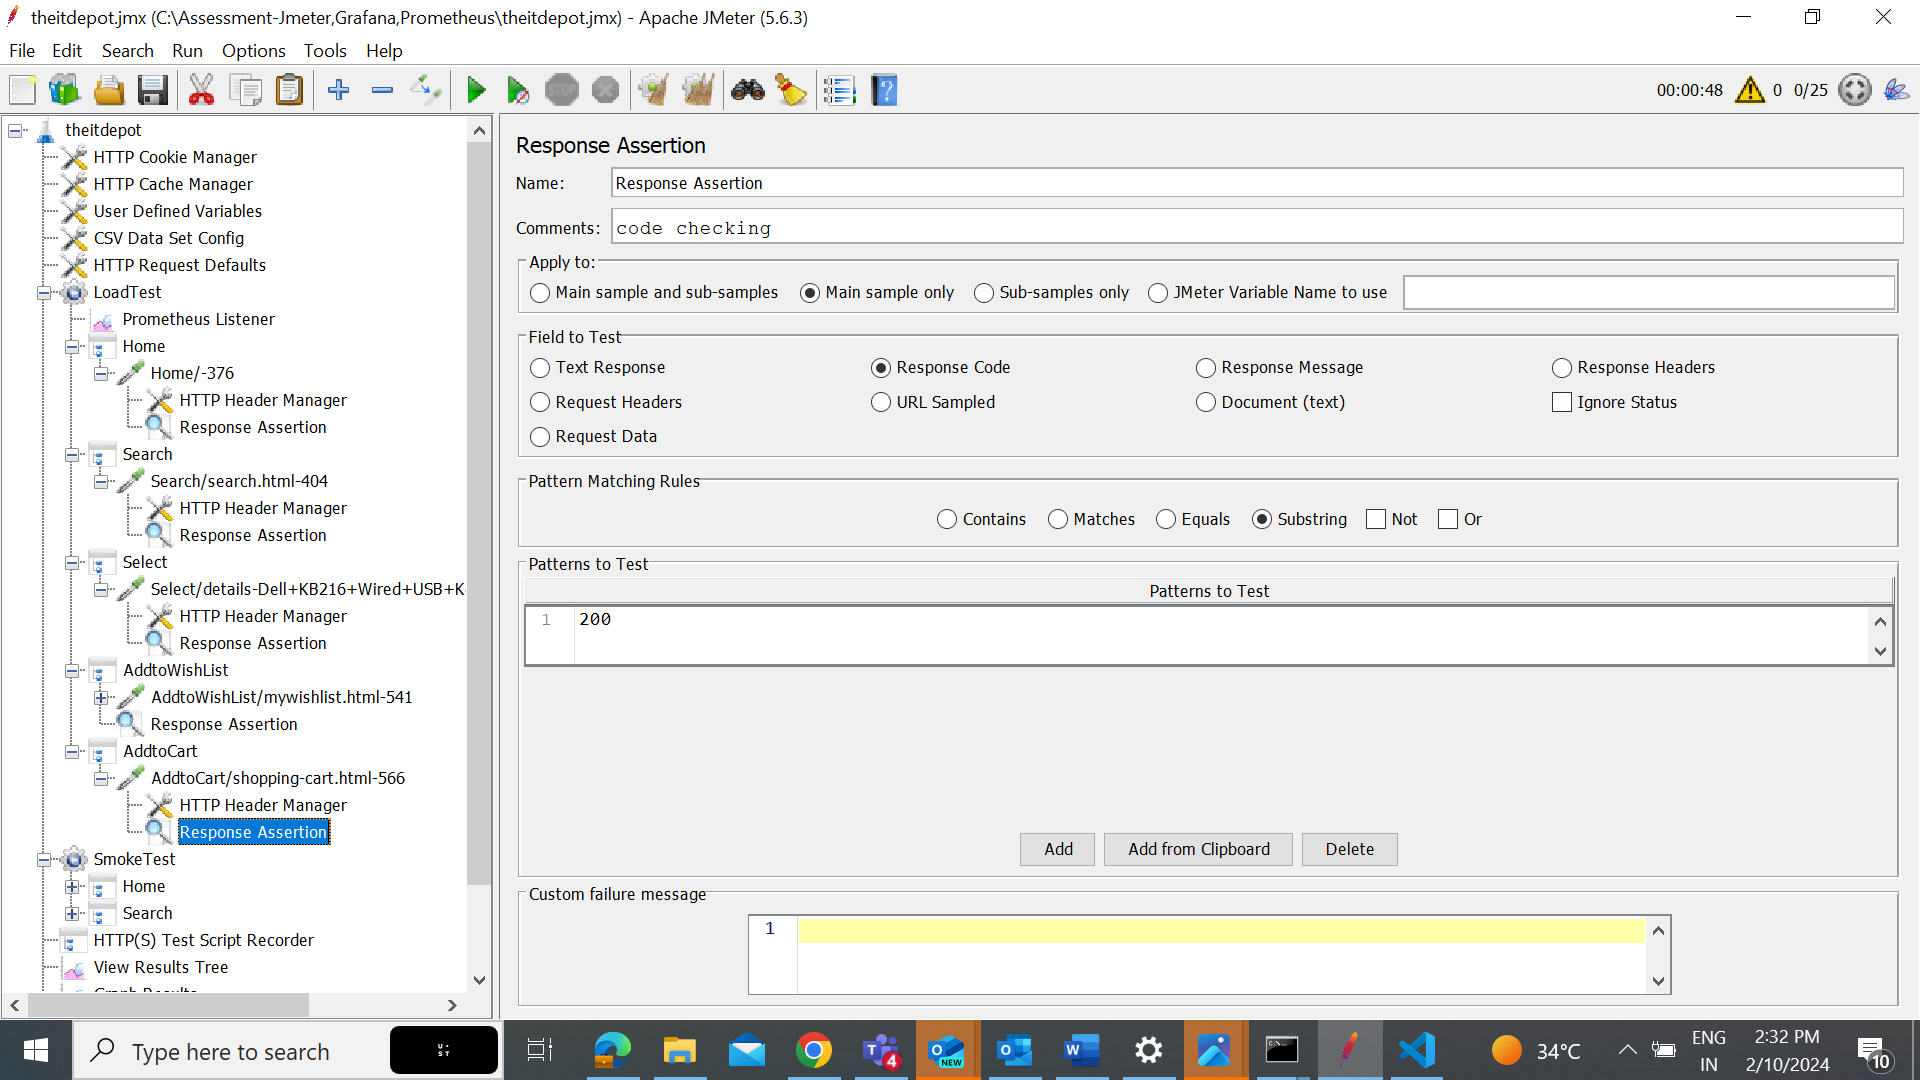 theitdepot.jmx (C:\Assessment-Jmeter,Grafana,Prometheus\theitdepot.jmx) - Apache JMeter (5.6.3)
File Edit Search Run Options Tools Help
STOP
00:00:48 0 0/25
theitdepot
HTTP Cookie Manager
HTTP Cache Manager
User Defined Variables
CSV Data Set Config
HTTP Request Defaults
LoadTest
Prometheus Listener
Home
Home/-376
HTTP Header Manager
Response Assertion
Search
Search/search.html-404
HTTP Header Manager
Response Assertion
Select
Select/details-Dell+KB216+Wired+USB+K
HTTP Header Manager
Response Assertion
AddtoWishList
AddtoWishList/mywishlist.html-541
Response Assertion
AddtoCart
AddtoCart/shopping-cart.html-566
HTTP Header Manager
Response Assertion
SmokeTest
Home
Search
HTTP(S) Test Script Recorder
View Results Tree
Graph Results
Response Assertion
Name: Response Assertion
Comments: code checking
Apply to:
Main sample and sub-samples Main sample only Sub-samples only JMeter Variable Name to use
Field to Test
Text Response Response Code Response Message Response Headers
Request Headers URL Sampled Document (text) Ignore Status
Request Data
Pattern Matching Rules
Contains Matches Equals Substring Not Or
Patterns to Test
Patterns to Test
1 200
Add Add from Clipboard Delete
Custom failure message
1
Type here to search
U·
ST
4
NEW
34°C
ENG
IN
2:32 PM
2/10/2024
10